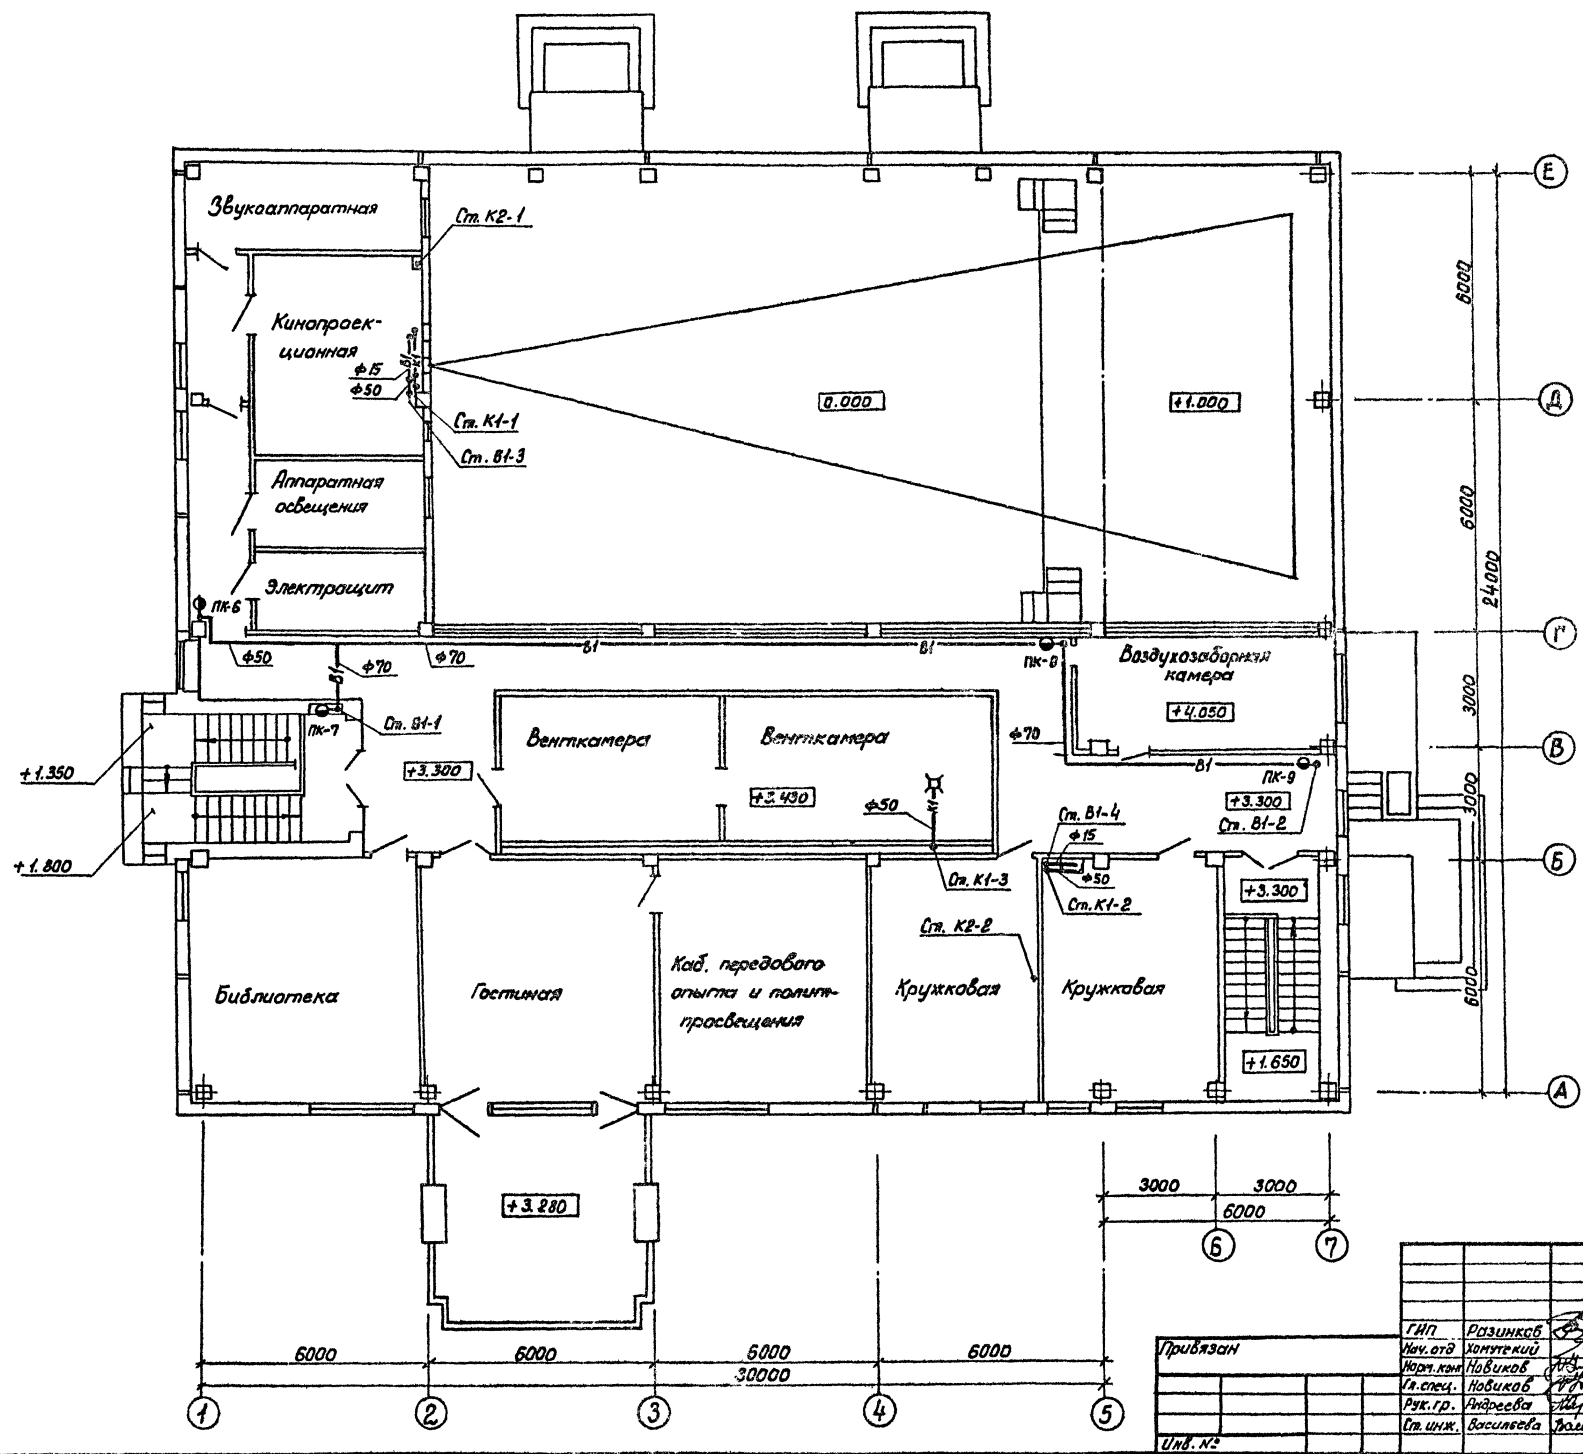 Е
Звукоаппаратная
Ст. К2-1
6000
Кинопроек-
ционная
В1
К1
ф15
ф50
0.000
+1.000
Д
Ст. К1-1
Ст. В1-3
Аппаратная
освещения
6000
24000
Электрощит
ПК-6
Г
В1
В1
ф50
ф70
ф70
В1
ПК-8
Воздухозаборная
камера
+4.050
3000
ПК-7
Ст. В1-1
Венткамера
Венткамера
ф70
В
+1.350
+3.300
В1
ПК-9
К1
ф50
+3.300
3000
Ст. В1-4
ф15
Ст. В1-2
+1.800
Б
Ст. К1-3
ф50
+3.300
Ст. К1-2
Ст. К2-2
Каб. передового
опыта и полит-
просвещения
Библиотека
Гостиная
Кружковая
Кружковая
6000
+1.650
А
+3.280
3000
3000
6000
6
7
6000
6000
6000
6000
30000
1
2
3
4
5
Привязан
Инв. №
ГИП Разинков
Нач. отд
Норм. кон Новиков
Гл. спец. Новиков
Рук. гр. Андреева
Ст. инж. Васильева